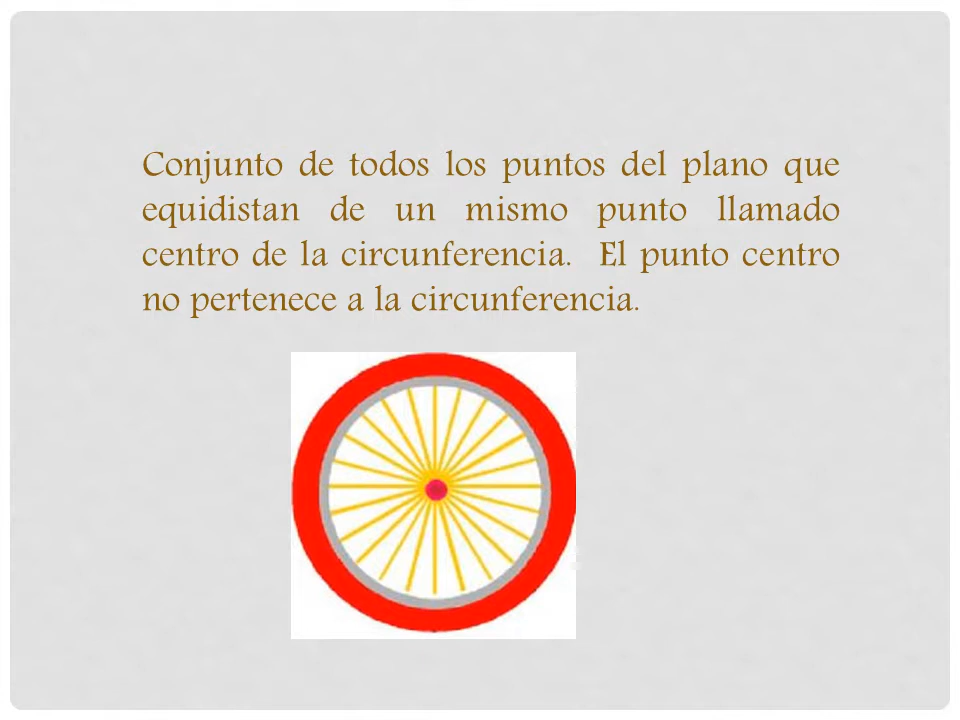 Conjunto de todos los puntos del plano que
equidistan de un mismo punto llamado
centro de la circunferencia. El punto centro
no pertenece a la circunferencia.